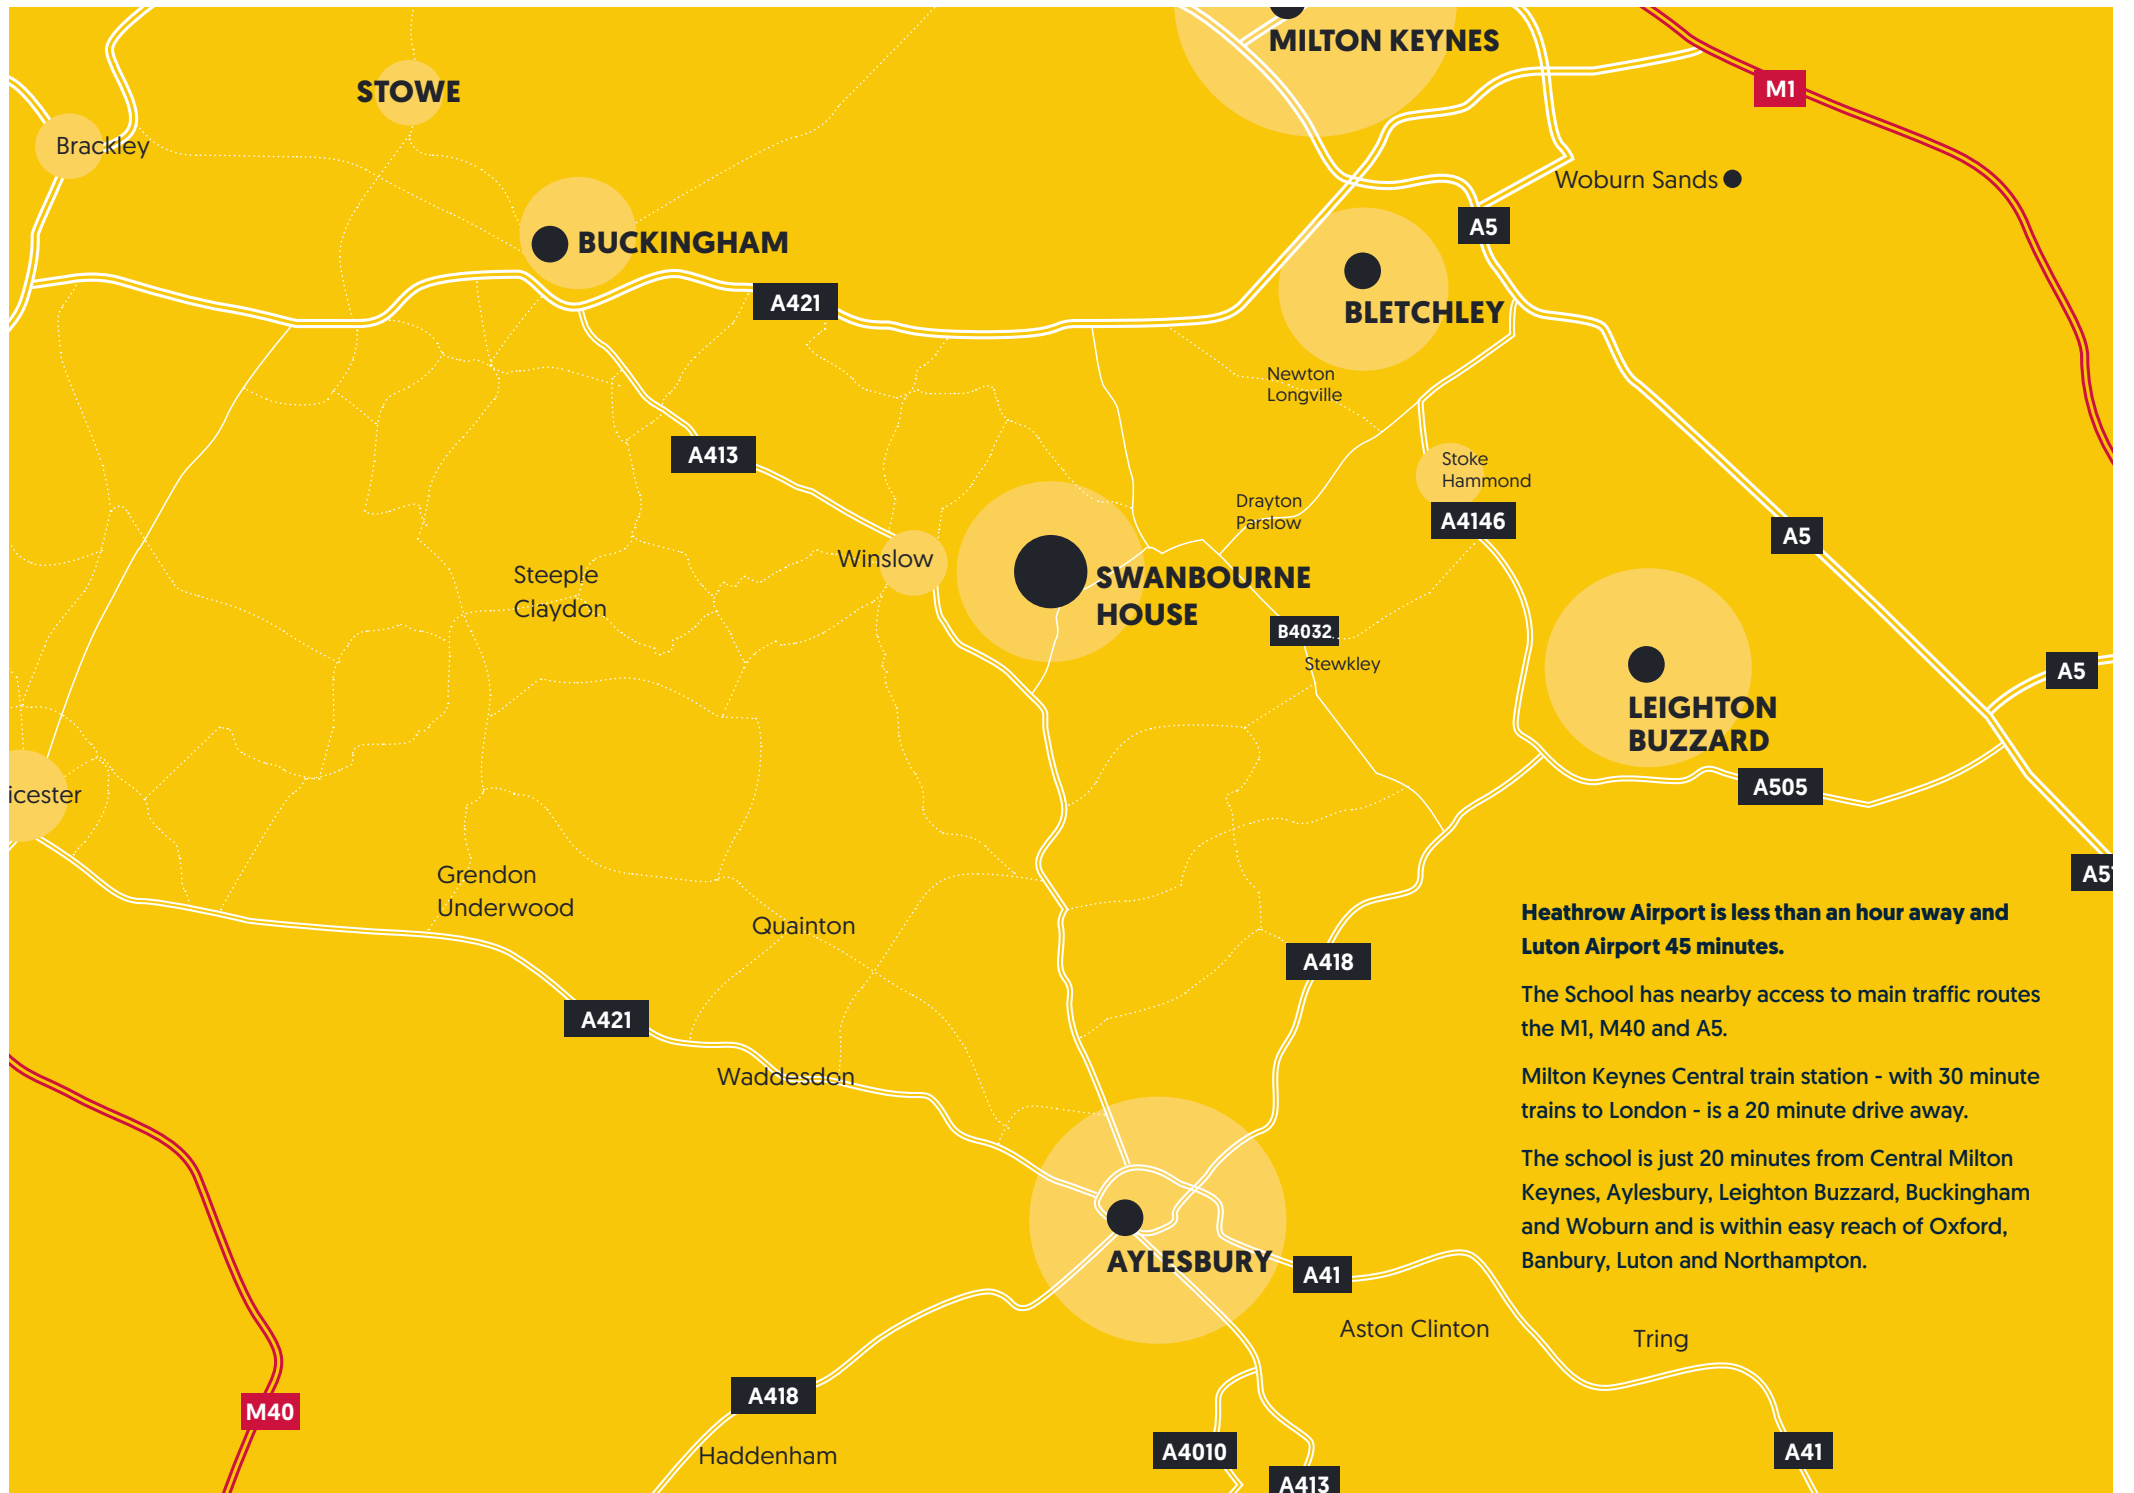 MILTON KEYNES
STOWE
M1
Brackley
Woburn Sands
A5
BUCKINGHAM
A421
BLETCHLEY
Newton
Longville
A413
Stoke
Hammond
Drayton
Parslow
A4146
A5
Winslow
Steeple
Claydon
SWANBOURNE
HOUSE
B4032
Stewkley
A5
LEIGHTON
BUZZARD
A505
icester
A5
Grendon
Underwood
Quainton
A418
A421
Waddesdon
Heathrow Airport is less than an hour away and
Luton Airport 45 minutes.
The School has nearby access to main traffic routes
the M1, M40 and A5.
Milton Keynes Central train station - with 30 minute
trains to London - is a 20 minute drive away.
The school is just 20 minutes from Central Milton
Keynes, Aylesbury, Leighton Buzzard, Buckingham
and Woburn and is within easy reach of Oxford,
Banbury, Luton and Northampton.
AYLESBURY
A41
Aston Clinton
Tring
A418
M40
Haddenham
A4010
A413
A41